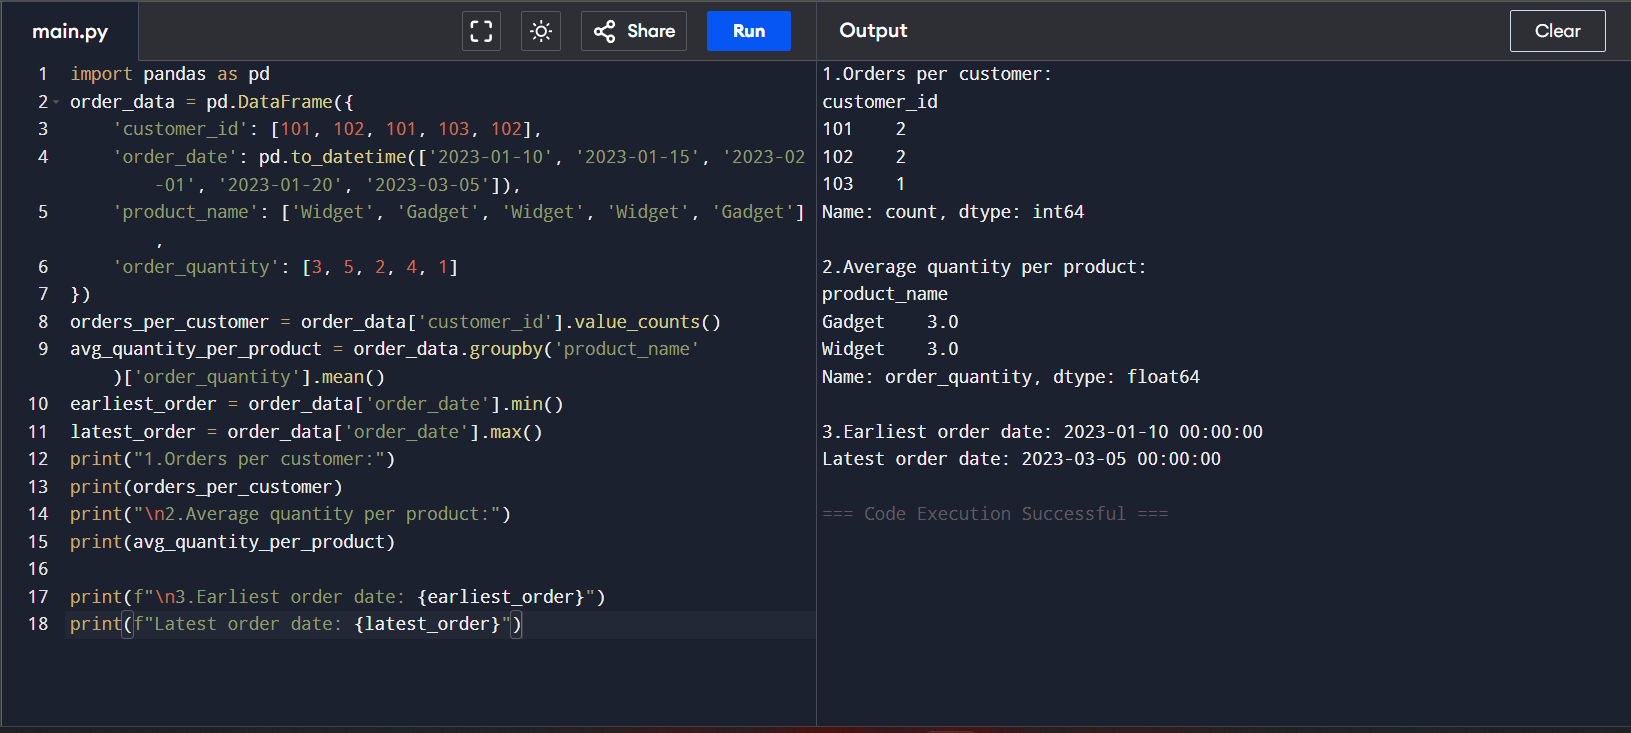 main.py
Share
Run
Output
Clear
1 import pandas as pd
2 order_data = pd.DataFrame({
3 'customer_id': [101, 102, 101, 103, 102],
4 'order_date': pd.to_datetime(['2023-01-10', '2023-01-15', '2023-02
-01', '2023-01-20', '2023-03-05']),
5 'product_name': ['Widget', 'Gadget', 'Widget', 'Widget', 'Gadget']
,
6 'order_quantity': [3, 5, 2, 4, 1]
7 })
8 orders_per_customer = order_data['customer_id'].value_counts()
9 avg_quantity_per_product = order_data.groupby('product_name'
)['order_quantity'].mean()
10 earliest_order = order_data['order_date'].min()
11 latest_order = order_data['order_date'].max()
12 print("1.Orders per customer:")
13 print(orders_per_customer)
14 print("\n2.Average quantity per product:")
15 print(avg_quantity_per_product)
16
17 print(f"\n3.Earliest order date: {earliest_order}")
18 print(f"Latest order date: {latest_order}")
1.Orders per customer:
customer_id
101    2
102    2
103    1
Name: count, dtype: int64
2.Average quantity per product:
product_name
Gadget    3.0
Widget    3.0
Name: order_quantity, dtype: float64
3.Earliest order date: 2023-01-10 00:00:00
Latest order date: 2023-03-05 00:00:00
=== Code Execution Successful ===